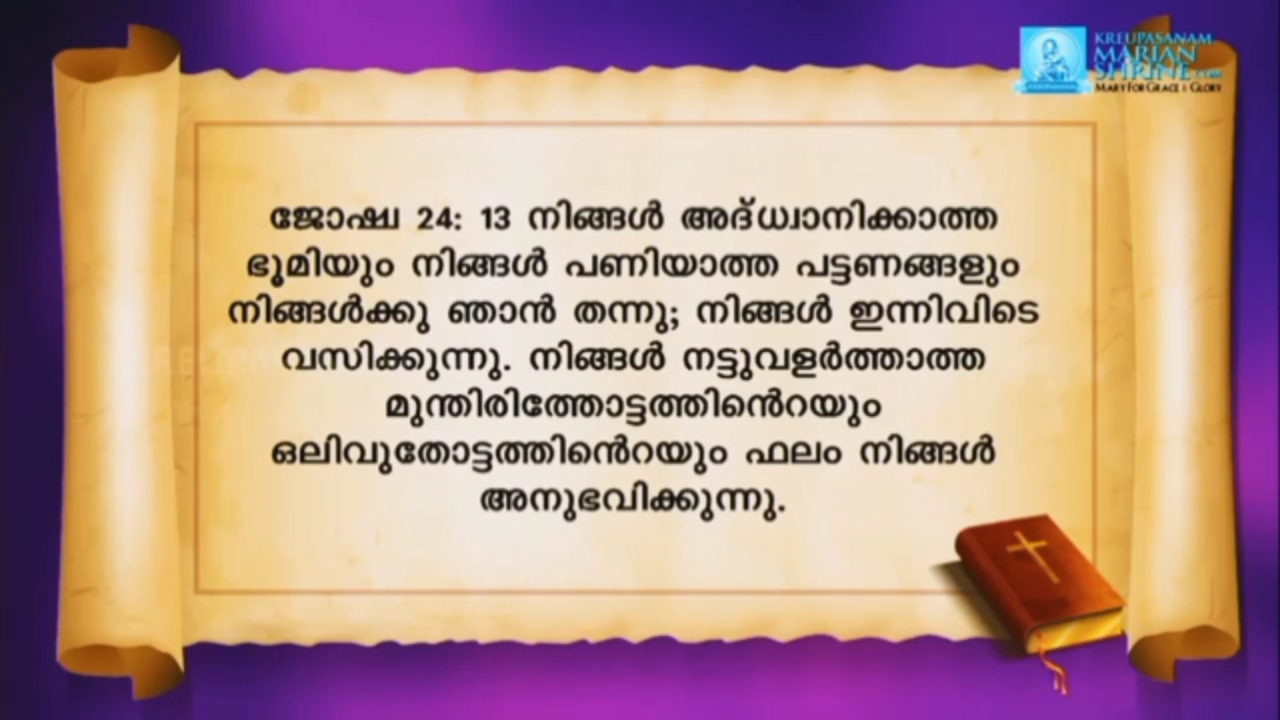 KREUPASANAM
MARIAN
SHRINE.COM
MARY FOR GRACE & GLORY
ജോഷ്വ 24: 13 നിങ്ങൾ അദ്ധ്വാനിക്കാത്ത
ഭൂമിയും നിങ്ങൾ പണിയാത്ത പട്ടണങ്ങളും
നിങ്ങൾക്കു ഞാൻ തന്നു; നിങ്ങൾ ഇന്നിവിടെ
വസിക്കുന്നു. നിങ്ങൾ നട്ടുവളർത്താത്ത
മുന്തിരിത്തോട്ടത്തിൻെറയും
ഒലിവുതോട്ടത്തിൻെറയും ഫലം നിങ്ങൾ
അനുഭവിക്കുന്നു.